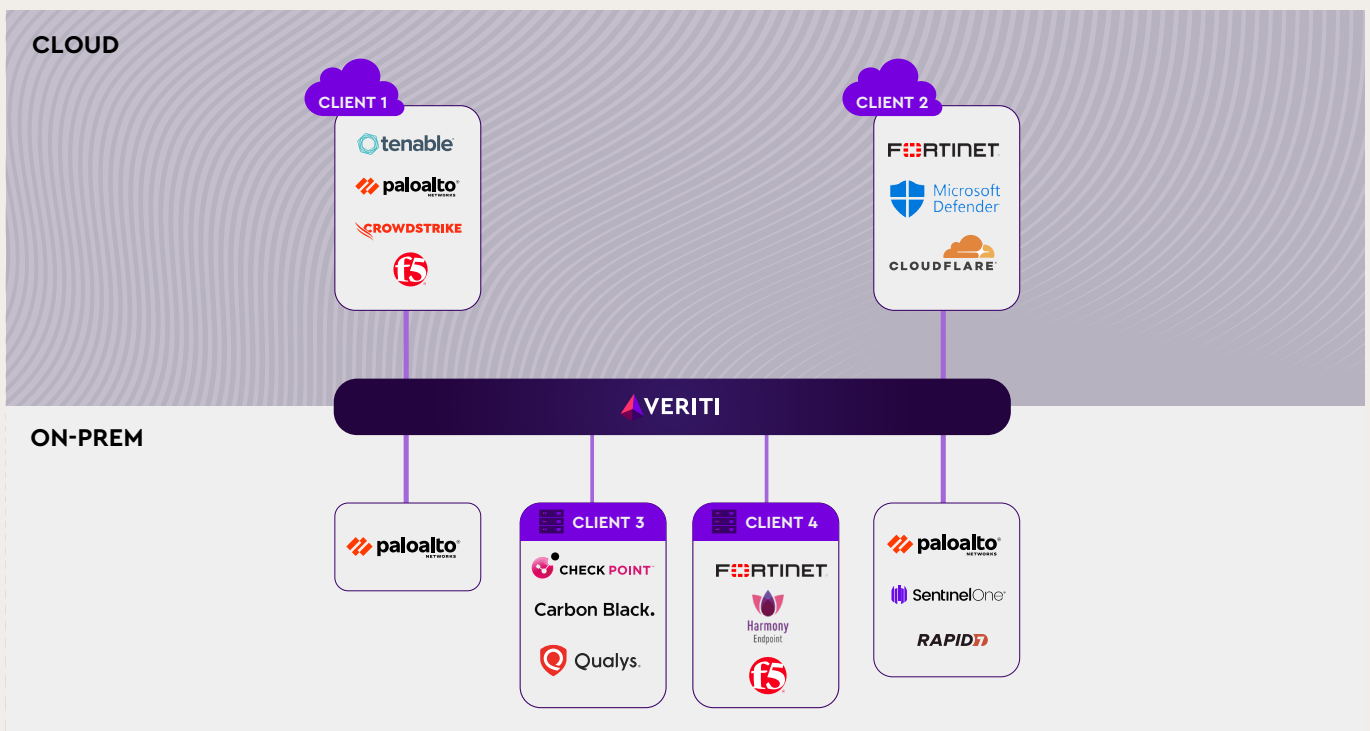 CLOUD
CLIENT 1
tenable
paloalto
NETWORKS
CROWDSTRIKE
f5
CLIENT 2
FORTINET
Microsoft
Defender
CLOUDFLARE
VERITI
ON-PREM
paloalto
NETWORKS
CLIENT 3
CHECK POINT
Carbon Black.
Qualys.
CLIENT 4
FORTINET
Harmony
Endpoint
f5
paloalto
NETWORKS
SentinelOne
RAPID7